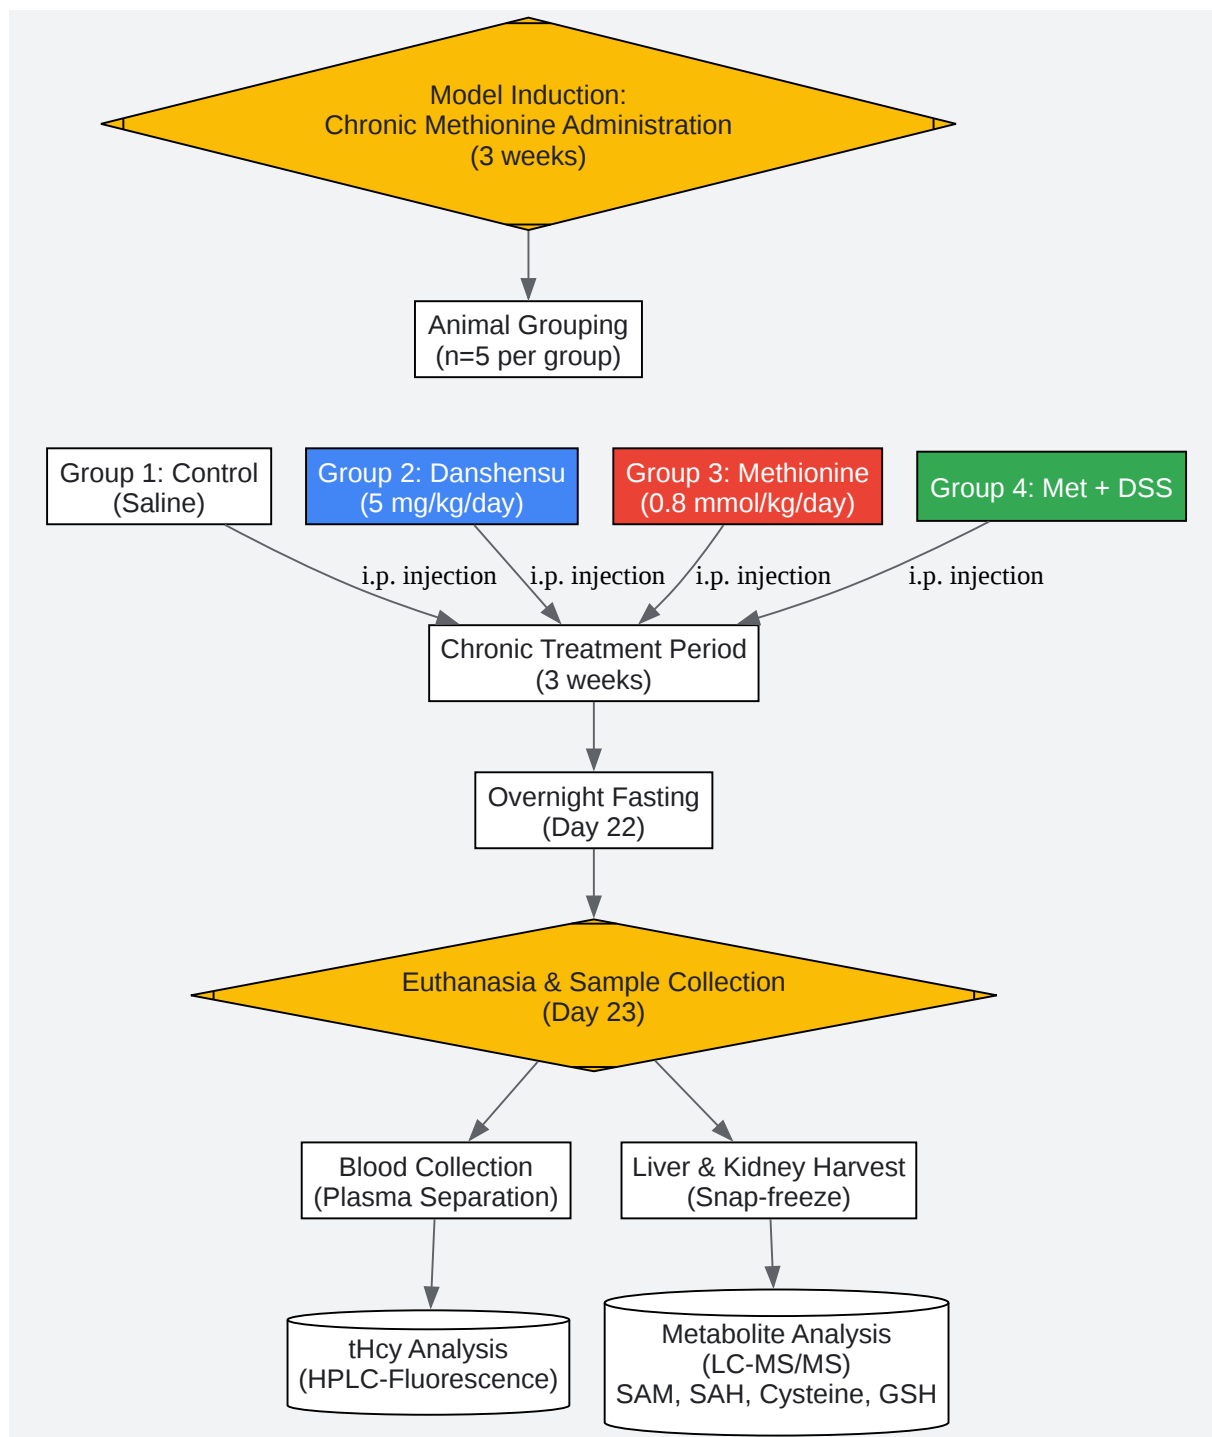 Model Induction:
Chronic Methionine Administration
(3 weeks)
Animal Grouping
(n=5 per group)
Group 1: Control
(Saline)
Group 2: Danshensu
(5 mg/kg/day)
Group 3: Methionine
(0.8 mmol/kg/day)
Group 4: Met + DSS
i.p. injection
i.p. injection
i.p. injection
i.p. injection
Chronic Treatment Period
(3 weeks)
Overnight Fasting
(Day 22)
Euthanasia & Sample Collection
(Day 23)
Blood Collection
(Plasma Separation)
Liver & Kidney Harvest
(Snap-freeze)
tHcy Analysis
(HPLC-Fluorescence)
Metabolite Analysis
(LC-MS/MS)
SAM, SAH, Cysteine, GSH